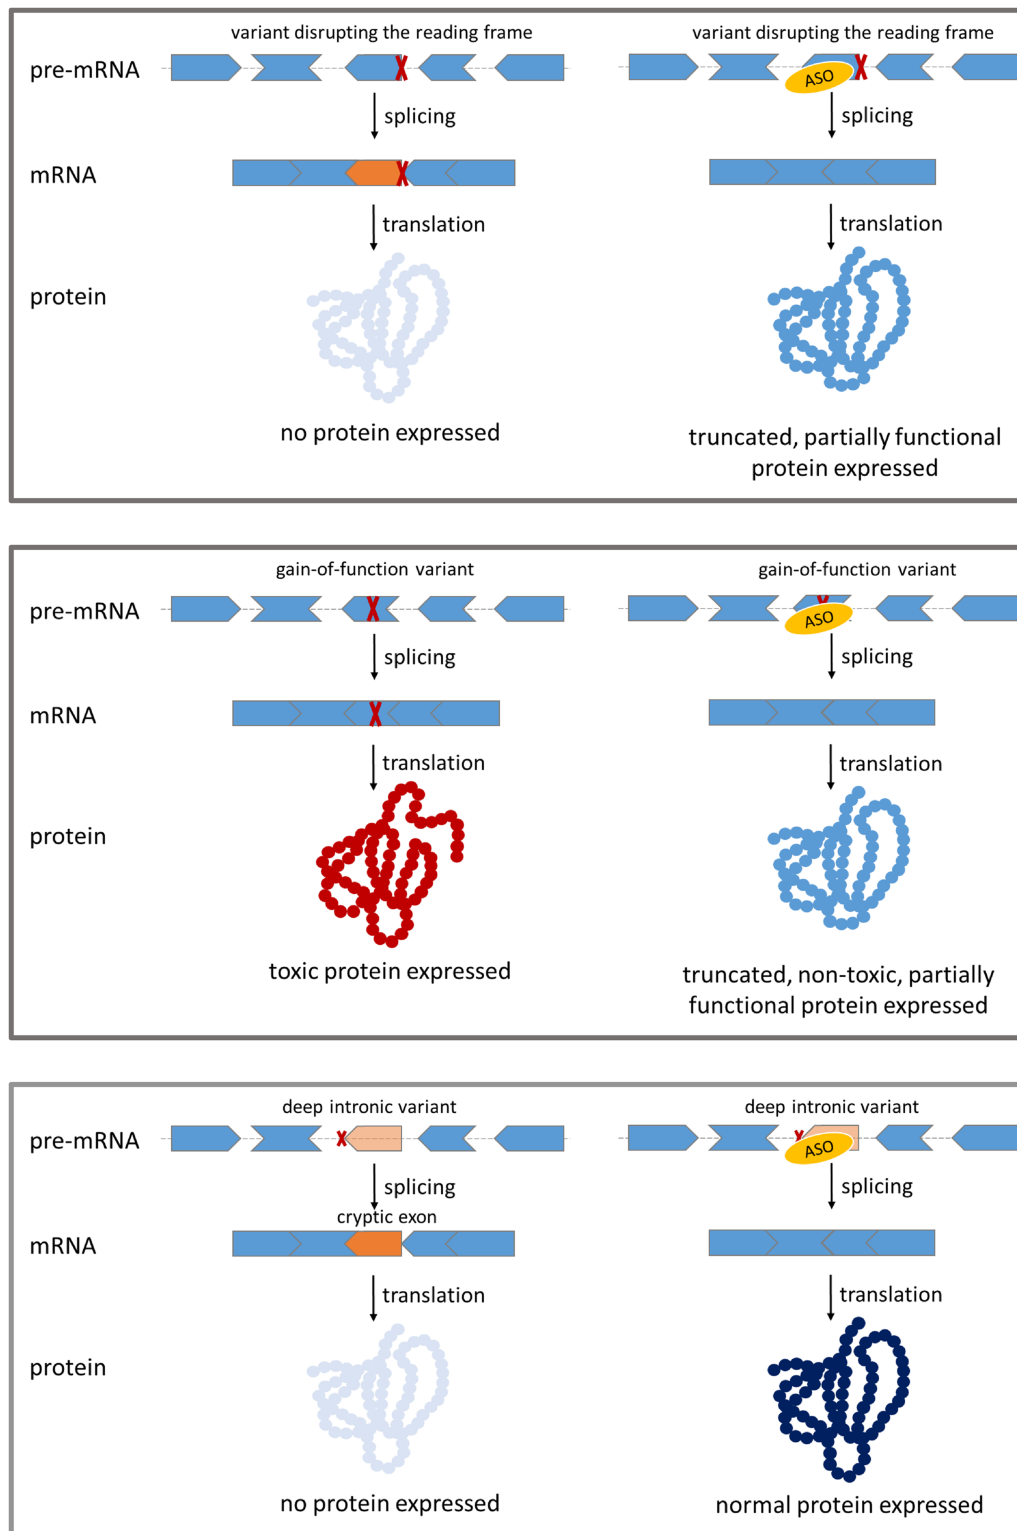 variant disrupting the reading frame
variant disrupting the reading frame
pre-mRNA
ASO
splicing
splicing
mRNA
translation
translation
protein
no protein expressed
truncated, partially functional
protein expressed
gain-of-function variant
gain-of-function variant
pre-mRNA
ASO
splicing
splicing
mRNA
translation
translation
protein
toxic protein expressed
truncated, non-toxic, partially
functional protein expressed
deep intronic variant
deep intronic variant
pre-mRNA
ASO
splicing
splicing
cryptic exon
mRNA
translation
translation
protein
no protein expressed
normal protein expressed